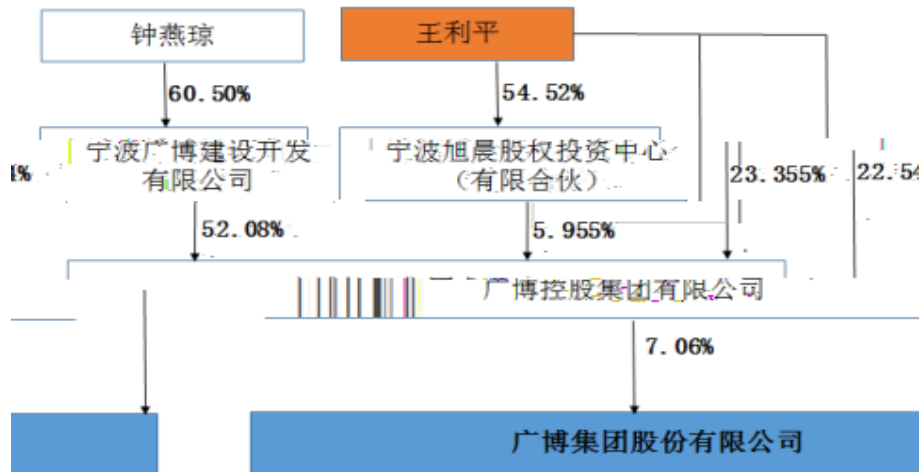 钟燕琼
王利平
60.50%
54.52%
宁波广博建设开发
有限公司
宁波旭晨股权投资中心
（有限合伙）
23.355%
22.54
52.08%
5.955%
广博控股集团有限公司
7.06%
广博集团股份有限公司